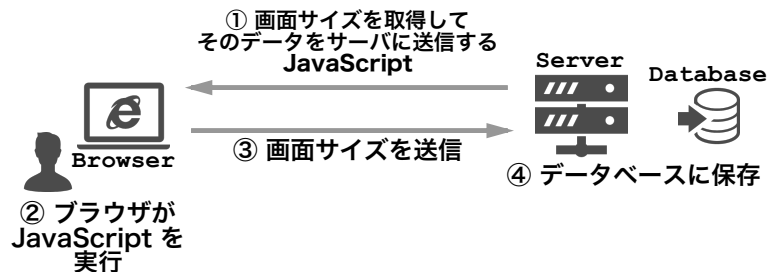 ① 画面サイズを取得して
そのデータをサーバに送信する
JavaScript
Server
Database
Browser
③ 画面サイズを送信
④ データベースに保存
② ブラウザが
JavaScript を
実行